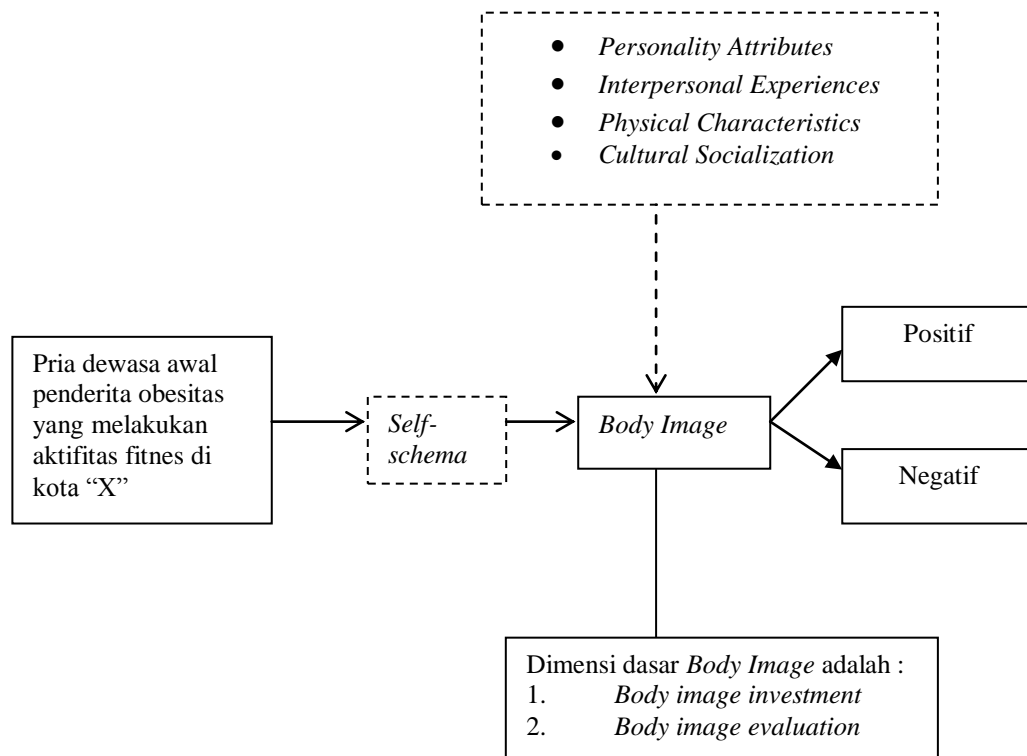 • Personality Attributes
• Interpersonal Experiences
• Physical Characteristics
• Cultural Socialization
Pria dewasa awal
penderita obesitas
yang melakukan
aktifitas fitnes di
kota “X”
Self-
schema
Body Image
Positif
Negatif
Dimensi dasar Body Image adalah :
1. Body image investment
2. Body image evaluation